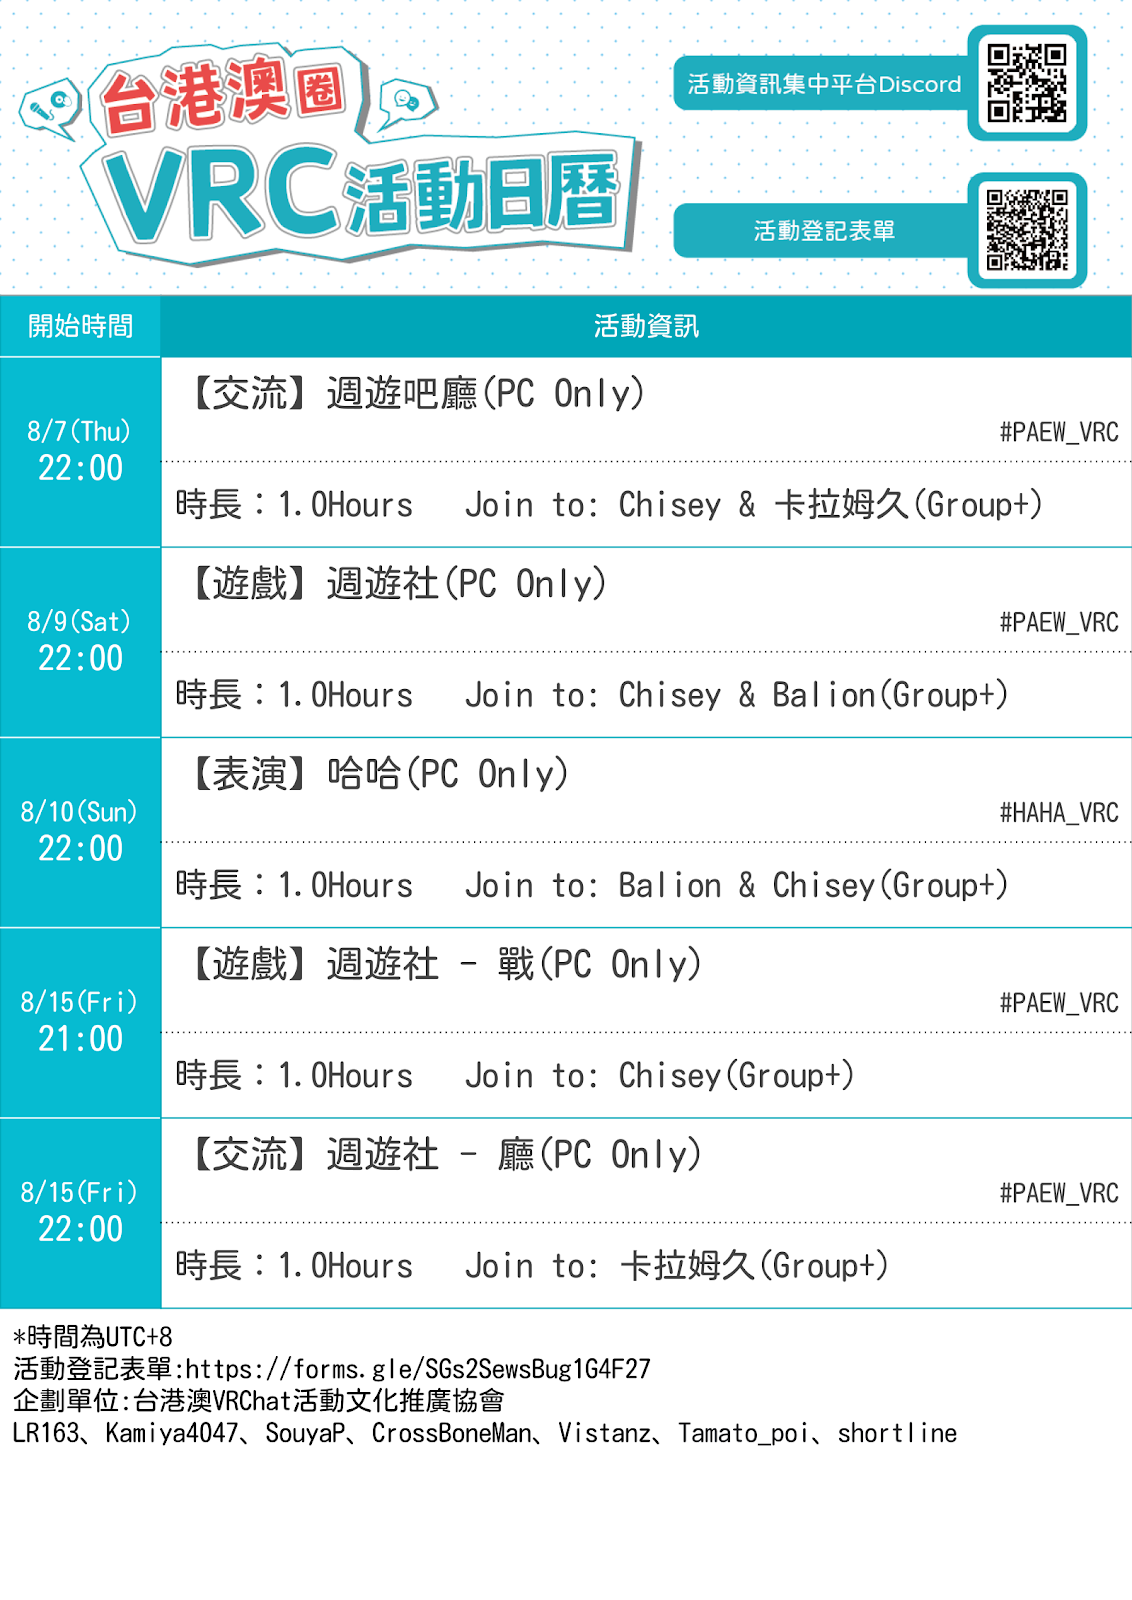 台港澳圈
VRC活動日曆
活動資訊集中平台Discord
活動登記表單
開始時間
活動資訊
8/7(Thu)
22:00
【交流】週遊吧廳(PC Only)
#PAEW_VRC
時長：1.0Hours Join to: Chisey & 卡拉姆久(Group+)
8/9(Sat)
22:00
【遊戲】週遊社(PC Only)
#PAEW_VRC
時長：1.0Hours Join to: Chisey & Balion(Group+)
8/10(Sun)
22:00
【表演】哈哈(PC Only)
#HAHA_VRC
時長：1.0Hours Join to: Balion & Chisey(Group+)
8/15(Fri)
21:00
【遊戲】週遊社 - 戰(PC Only)
#PAEW_VRC
時長：1.0Hours Join to: Chisey(Group+)
8/15(Fri)
22:00
【交流】週遊社 - 廳(PC Only)
#PAEW_VRC
時長：1.0Hours Join to: 卡拉姆久(Group+)
*時間為UTC+8
活動登記表單:https://forms.gle/SGs2SewsBug1G4F27
企劃單位:台港澳VRChat活動文化推廣協會
LR163、Kamiya4047、SouyaP、CrossBoneMan、Vistanz、Tamato_poi、shortline